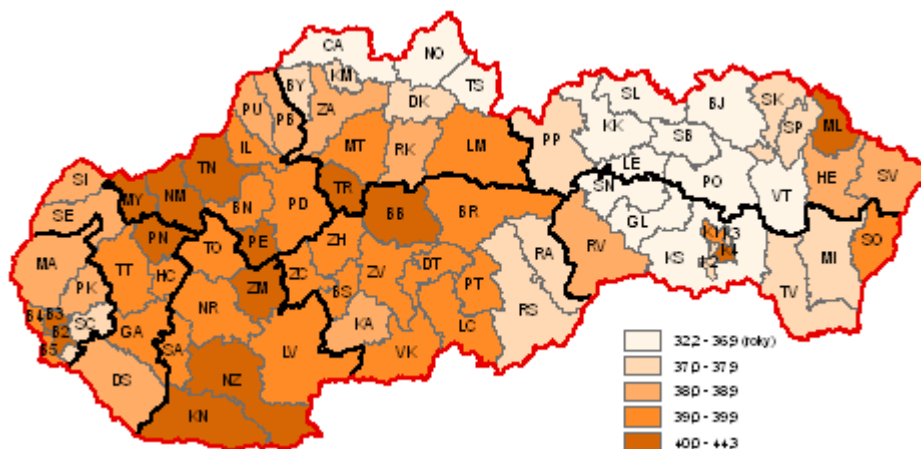 CA
NO
KM
TS
BY
DK
PU
PB
ZA
IL
MT
RK
LM
PP
SL
BJ
SK
KK
SB
SP
ML
LE
PO
VT
HE
SV
TN
TR
SI
MY
NM
BN
PD
BB
BR
SN
GL
SE
PN
TO
PE
ZH
RA
RV
KS
SO
MA
TT
HC
ZM
ZC
ZV
DT
PT
MI
PK
NR
BS
RS
TV
SC
B3
B2
GA
KA
LC
SA
LV
VK
DS
NZ
KN
322 - 369 (roky)
370 - 379
380 - 389
390 - 399
400 - 443